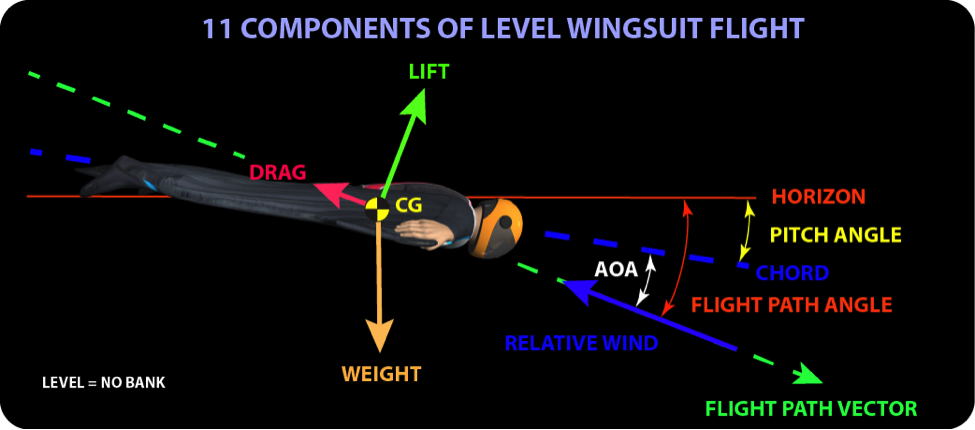 11 COMPONENTS OF LEVEL WINGSUIT FLIGHT
LIFT
DRAG
CG
HORIZON
PITCH ANGLE
AOA
CHORD
FLIGHT PATH ANGLE
RELATIVE WIND
WEIGHT
LEVEL = NO BANK
FLIGHT PATH VECTOR